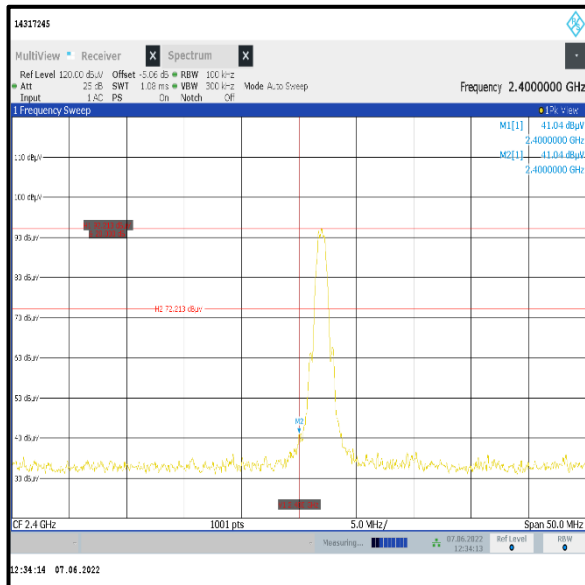 14317245
MultiView Receiver X Spectrum X
Ref Level 120.00 dBµV Offset -5.06 dB RBW 100 kHz
Att 25 dB SWT 1.08 ms VBW 300 kHz Mode Auto Sweep Frequency 2.4000000 GHz
Input 1 AC PS On Notch Off
1 Frequency Sweep 1Pk View
M1[1] 41.04 dBµV
2.4000000 GHz
M2[1] 41.04 dBµV
2.4000000 GHz
110 dBµV
100 dBµV
90 dBµV
80 dBµV
H2 72.213 dBµV
70 dBµV
60 dBµV
50 dBµV
M2
40 dBµV
30 dBµV
CF 2.4 GHz 1001 pts 5.0 MHz/ Span 50.0 MHz
Measuring... 07.06.2022 12:34:13 Ref Level RBW
12:34:14 07.06.2022